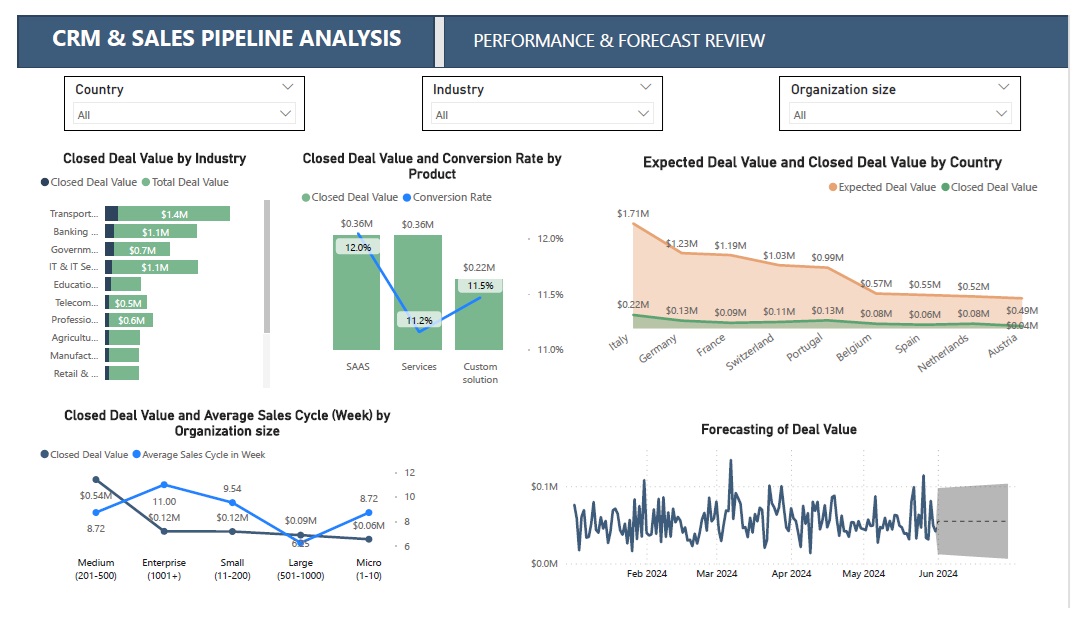 CRM & SALES PIPELINE ANALYSIS
PERFORMANCE & FORECAST REVIEW
Country
All
Industry
All
Organization size
All
Closed Deal Value by Industry
Closed Deal Value Total Deal Value
Transport... $1.4M
Banking ... $1.1M
Governm... $0.7M
IT & IT Se... $1.1M
Educatio...
Telecom... $0.5M
Professio... $0.6M
Agricultu...
Manufact...
Retail & ...
Closed Deal Value and Conversion Rate by
Product
Closed Deal Value Conversion Rate
$0.36M $0.36M $0.22M
12.0% 11.2% 11.5%
12.0%
11.5%
11.0%
SAAS Services Custom
solution
Expected Deal Value and Closed Deal Value by Country
Expected Deal Value Closed Deal Value
$1.71M $1.23M $1.19M $1.03M $0.99M $0.57M $0.55M $0.52M $0.49M
$0.22M $0.13M $0.09M $0.11M $0.13M $0.08M $0.06M $0.08M $0.04M
Italy Germany France Switzerland Portugal Belgium Spain Netherlands Austria
Closed Deal Value and Average Sales Cycle (Week) by
Organization size
Closed Deal Value Average Sales Cycle in Week
$0.54M $0.12M $0.12M $0.09M $0.06M
8.72 11.00 9.54 8.72
12
10
8
6
Medium Enterprise Small Large Micro
(201-500) (1001+) (11-200) (501-1000) (1-10)
Forecasting of Deal Value
$0.1M
$0.0M
Feb 2024 Mar 2024 Apr 2024 May 2024 Jun 2024